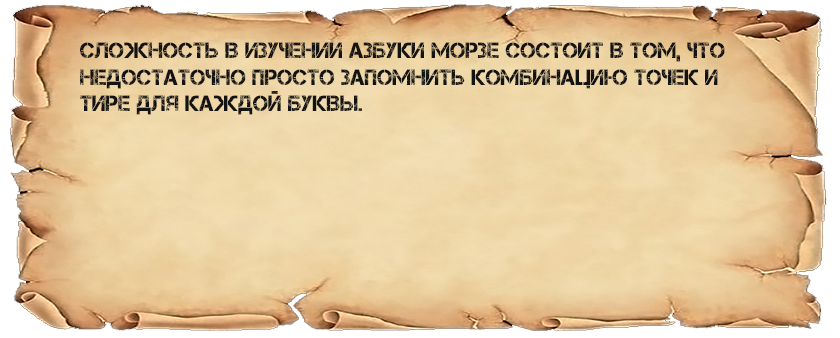 СЛОЖНОСТЬ В ИЗУЧЕНИИ АЗБУКИ МОРЗЕ СОСТОИТ В ТОМ, ЧТО
НЕДОСТАТОЧНО ПРОСТО ЗАПОМНИТЬ КОМБИНАЦИЮ ТОЧЕК И
ТИРЕ ДЛЯ КАЖДОЙ БУКВЫ.